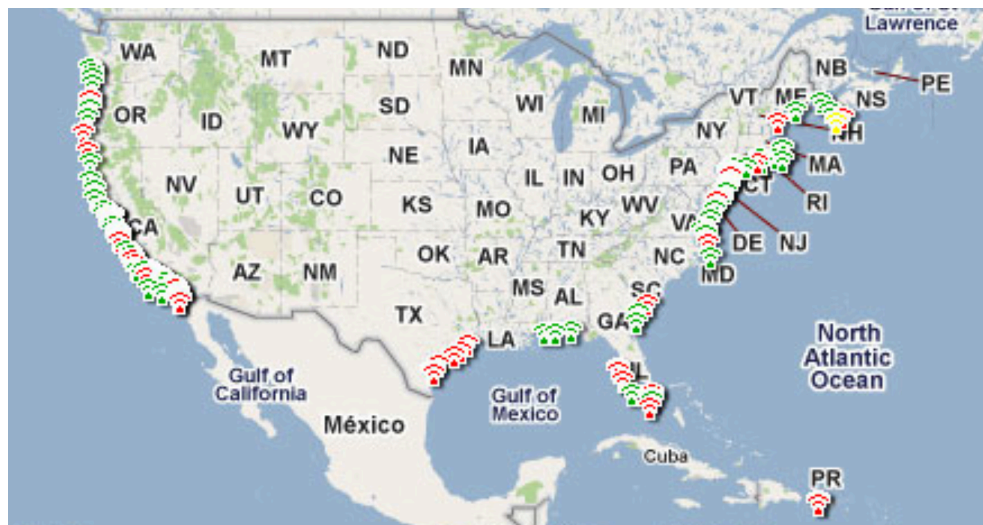 Gulf of St
Lawrence
WA
MT
ND
MN
NB
PE
OR
ID
SD
WI
MI
VT
ME
NS
WY
NY
NH
NE
IA
PA
MA
NV
UT
CO
IL
IN
OH
CT
RI
CA
KS
MO
KY
WV
VA
DE
NJ
AZ
NM
OK
AR
TN
NC
MD
MS
AL
SC
TX
LA
GA
North
Atlantic
Ocean
Gulf of
California
Gulf of
Mexico
México
Cuba
PR